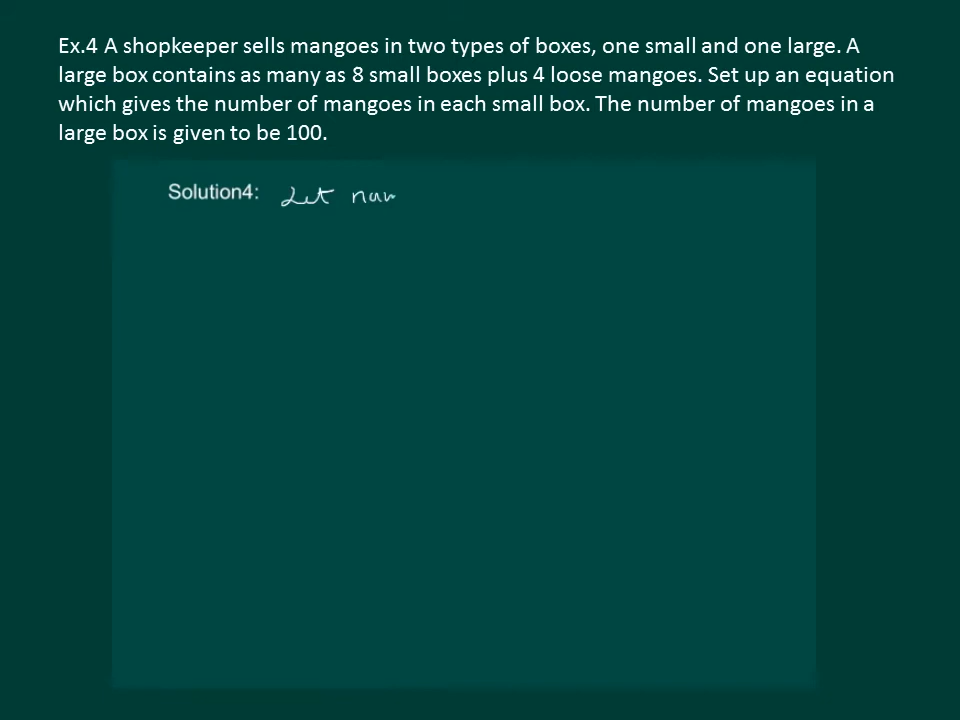 Ex.4 A shopkeeper sells mangoes in two types of boxes, one small and one large. A
large box contains as many as 8 small boxes plus 4 loose mangoes. Set up an equation
which gives the number of mangoes in each small box. The number of mangoes in a
large box is given to be 100.
Solution4: Let num